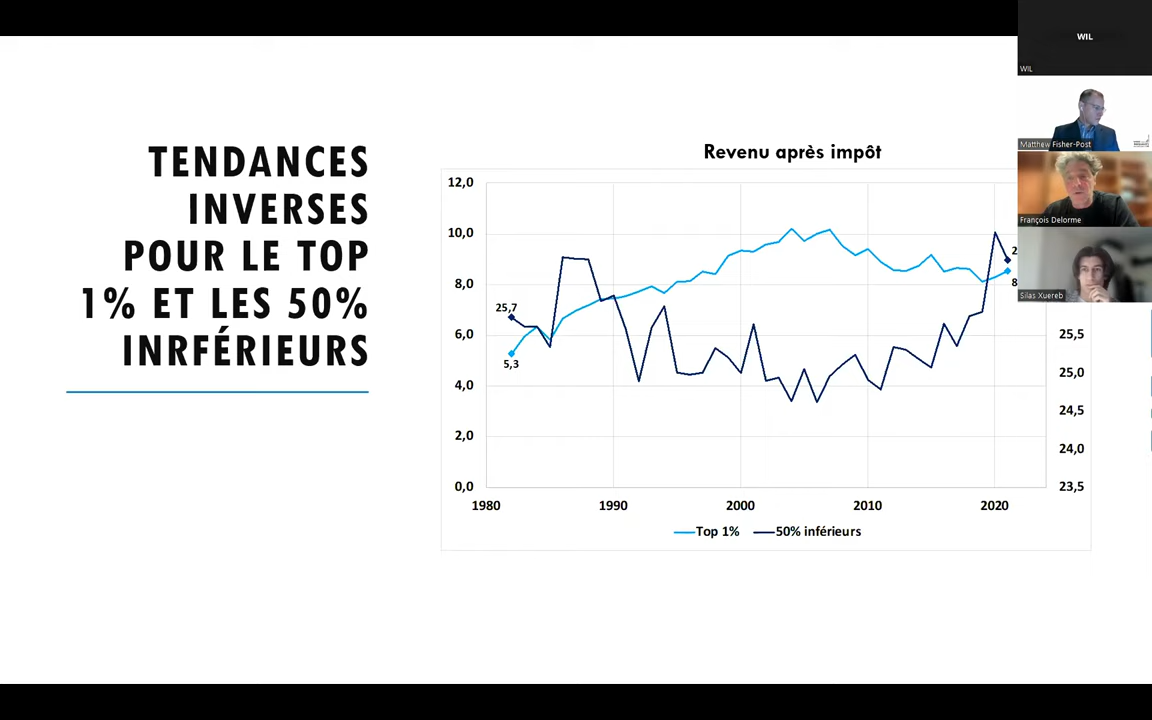 TENDANCES
INVERSES
POUR LE TOP
1% ET LES 50%
INRFÉRIEURS
Revenu après impôt
12,0
10,0
8,0
6,0
4,0
2,0
0,0
25,7
5,3
2
8
25,5
25,0
24,5
24,0
23,5
1980
1990
2000
2010
2020
Top 1%
50% inférieurs
WIL
WIL
Matthew Fisher-Post
François Delorme
Silas Xuereb